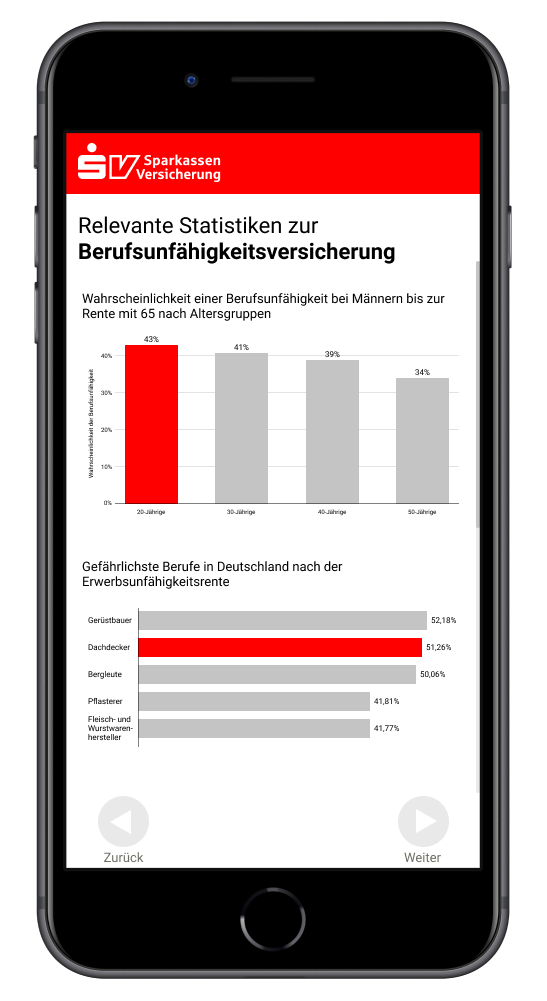 Sparkassen
Versicherung
Relevante Statistiken zur
Berufsunfähigkeitsversicherung
Wahrscheinlichkeit einer Berufsunfähigkeit bei Männern bis zur
Rente mit 65 nach Altersgruppen
Wahrscheinlichkeit der Berufsunfähigkeit
43%
41%
39%
34%
40%
30%
20%
10%
0%
20-Jährige
30-Jährige
40-Jährige
50-Jährige
Gefährlichste Berufe in Deutschland nach der
Erwerbsunfähigkeitsrente
Gerüstbauer 52,18%
Dachdecker 51,26%
Bergleute 50,06%
Pflasterer 41,81%
Fleisch- und
Wurstwaren- 41,77%
hersteller
Zurück
Weiter